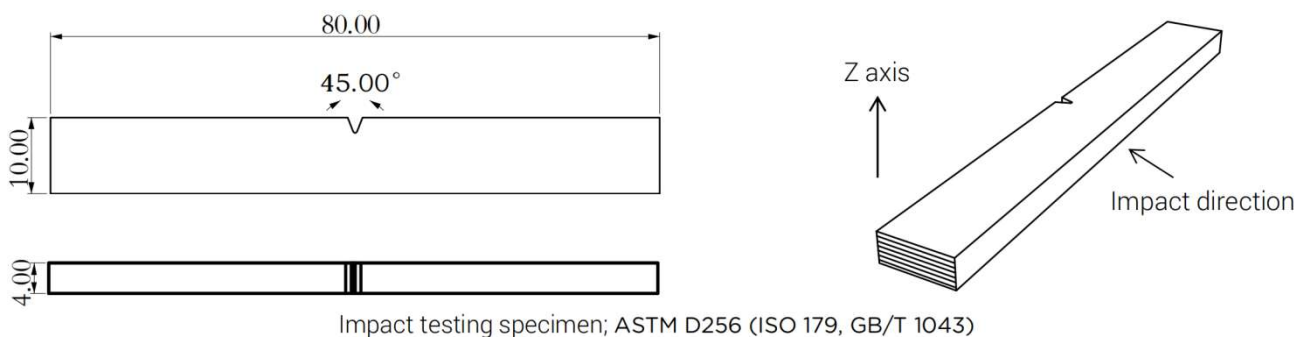 80.00
45.00°
10.00
4.00
Z axis
Impact direction
Impact testing specimen; ASTM D256 (ISO 179, GB/T 1043)